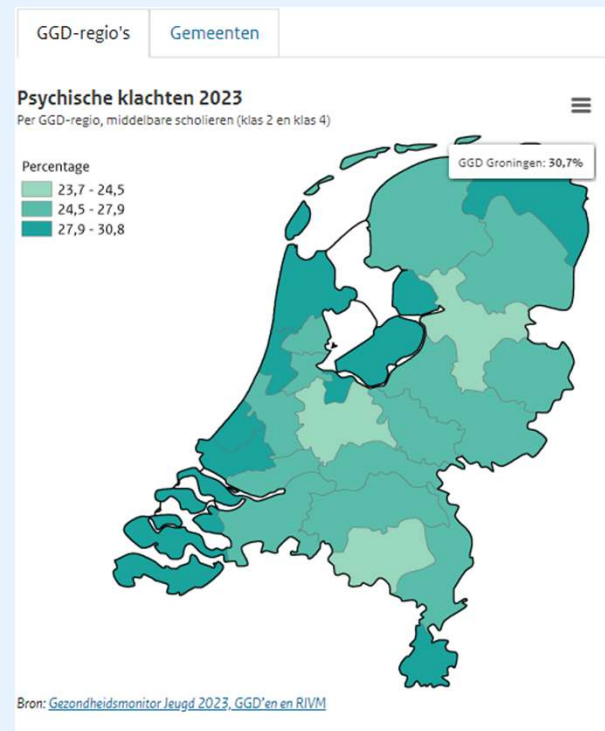 GGD-regio's
Gemeenten
Psychische klachten 2023
Per GGD-regio, middelbare scholieren (klas 2 en klas 4)
GGD Groningen: 30,7%
Percentage
23,7 - 24,5
24,5 - 27,9
27,9 - 30,8
Bron: Gezondheidsmonitor Jeugd 2023, GGD'en en RIVM